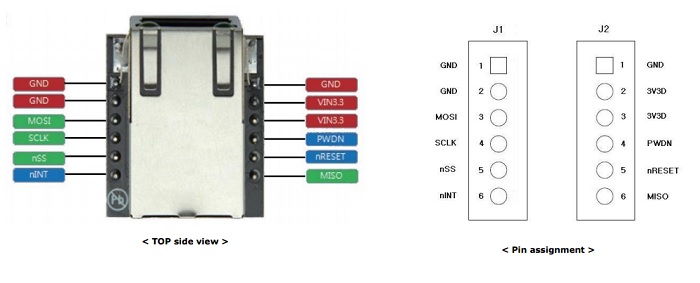 GND
GND
MOSI
SCLK
nSS
nINT
GND
VIN3.3
VIN3.3
PWDN
nRESET
MISO
Pb
< TOP side view >
J1
GND 1
GND 2
MOSI 3
SCLK 4
nSS 5
nINT 6
J2
1 GND
2 3V3D
3 3V3D
4 PWDN
5 nRESET
6 MISO
< Pin assignment >